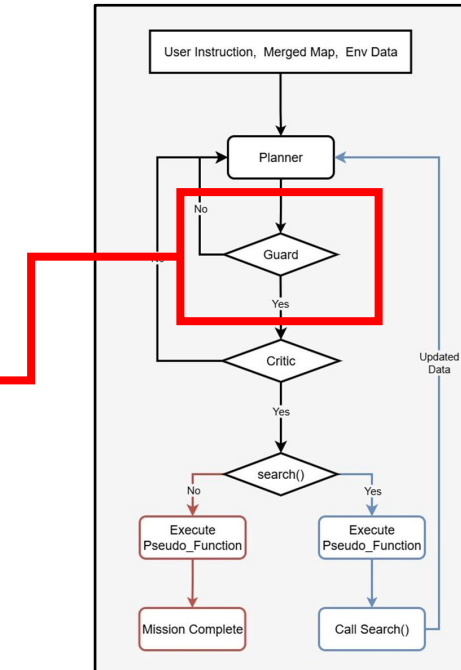 User Instruction, Merged Map, Env Data
Planner
No
Guard
No
Yes
Critic
Updated
Data
Yes
search()
No
Yes
Execute
Pseudo_Function
Execute
Pseudo_Function
Mission Complete
Call Search()